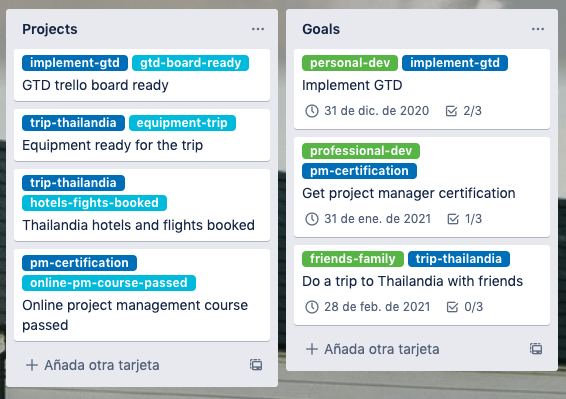 Projects
implement-gtd gtd-board-ready
GTD trello board ready
trip-thailandia equipment-trip
Equipment ready for the trip
trip-thailandia
hotels-fights-booked
Thailandia hotels and flights booked
pm-certification
online-pm-course-passed
Online project management course
passed
Añada otra tarjeta
Goals
personal-dev implement-gtd
Implement GTD
31 de dic. de 2020 2/3
professional-dev
pm-certification
Get project manager certification
31 de ene. de 2021 1/3
friends-family trip-thailandia
Do a trip to Thailandia with friends
28 de feb. de 2021 0/3
Añada otra tarjeta